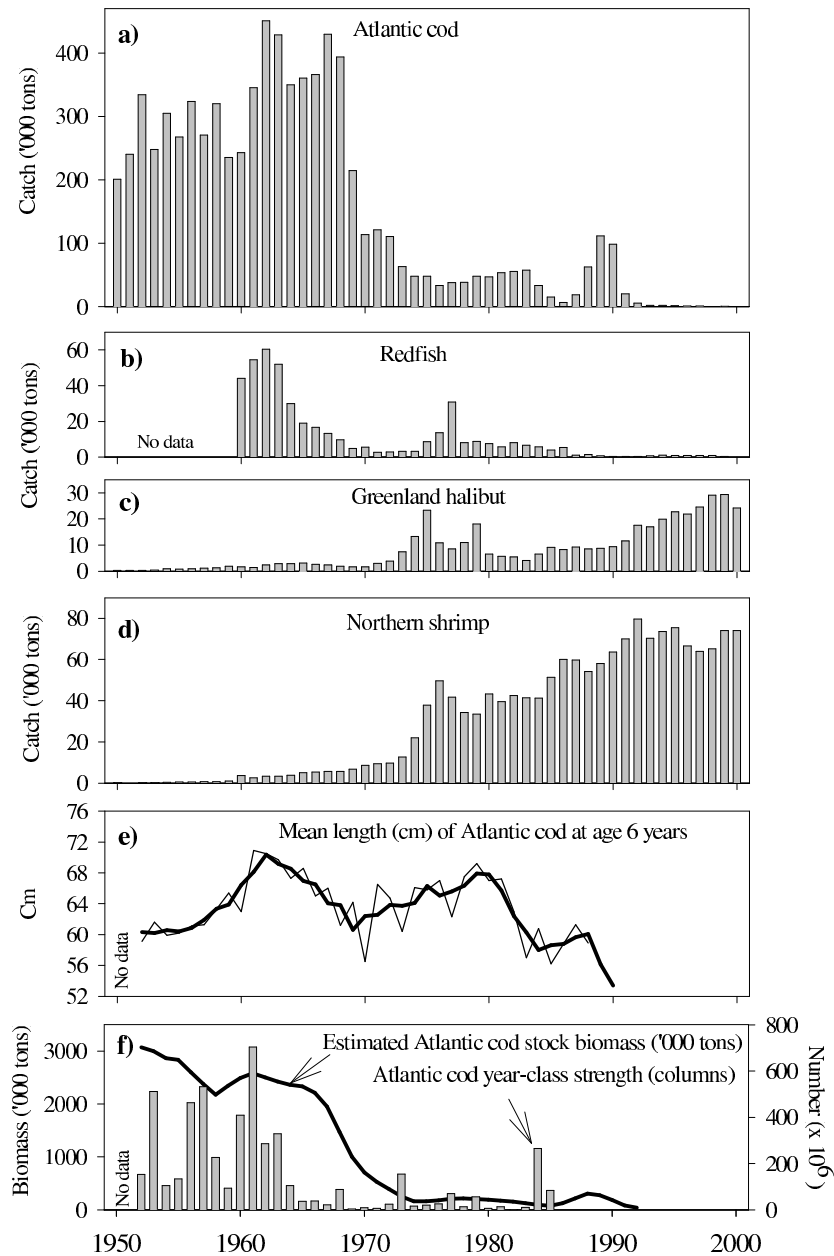 a)
Atlantic cod
400
300
200
100
0
Catch ('000 tons)
b)
Redfish
60
40
20
0
No data
Catch ('000 tons)
c)
Greenland halibut
30
20
10
0
d)
Northern shrimp
80
60
40
20
0
Catch ('000 tons)
e)
Mean length (cm) of Atlantic cod at age 6 years
76
72
68
64
60
56
52
Cm
No data
f)
Estimated Atlantic cod stock biomass ('000 tons)
Atlantic cod year-class strength (columns)
3000
2000
1000
0
Biomass ('000 tons)
No data
800
600
400
200
0
Number (x 10⁶)
1950 1960 1970 1980 1990 2000